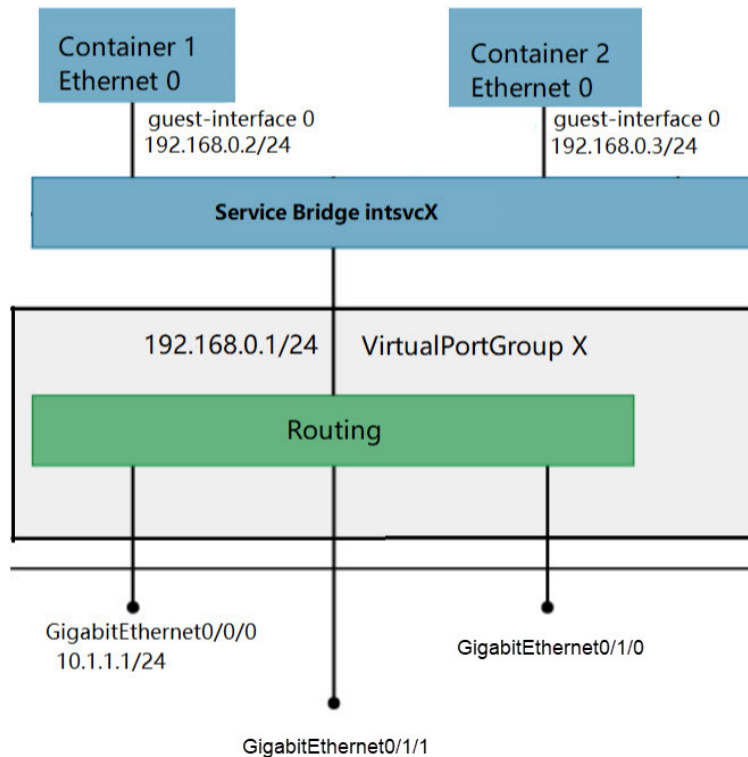 Container 1
Ethernet 0
Container 2
Ethernet 0
guest-interface 0
192.168.0.2/24
guest-interface 0
192.168.0.3/24
Service Bridge intsvcX
192.168.0.1/24
VirtualPortGroup X
Routing
GigabitEthernet0/0/0
10.1.1.1/24
GigabitEthernet0/1/0
GigabitEthernet0/1/1